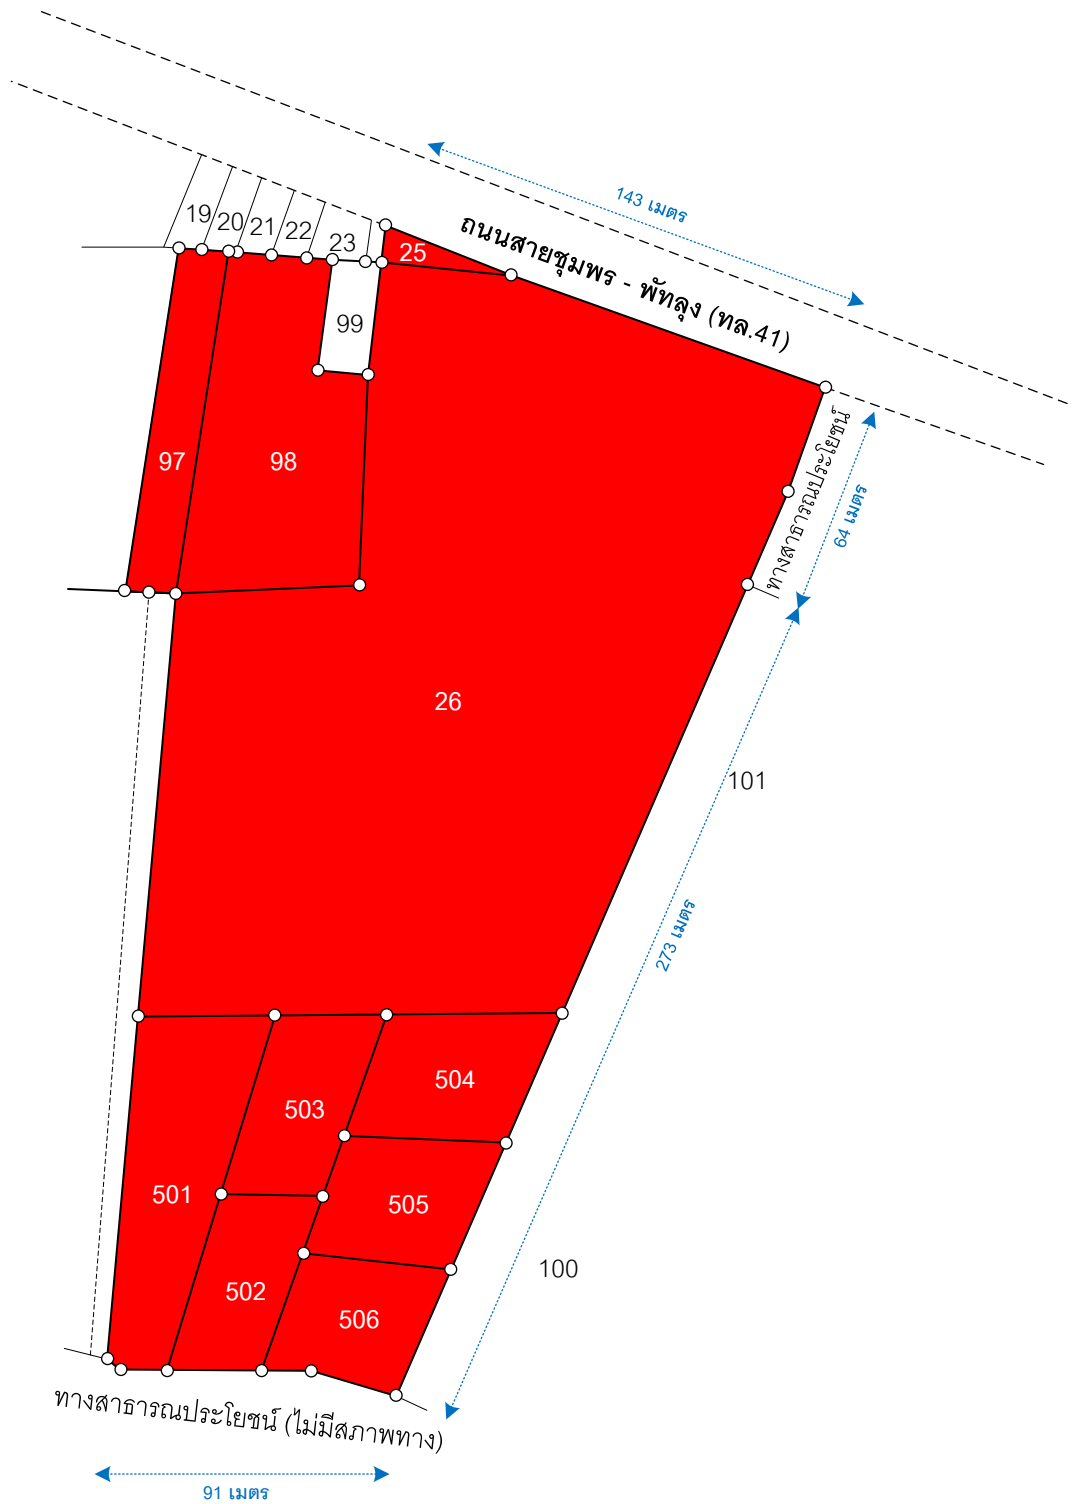 143 เมตร
ถนนสายชุมพร - พัทลุง (ทล.41)
19
20
21
22
23
25
99
97
98
ทางสาธารณประโยชน์
64 เมตร
26
101
273 เมตร
504
503
501
505
100
502
506
ทางสาธารณประโยชน์ (ไม่มีสภาพทาง)
91 เมตร